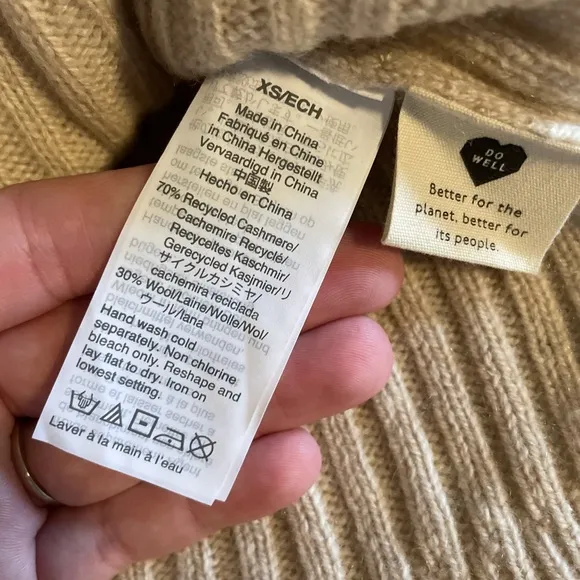 XS/ECH
Made in China
Fabriqué en Chine
in China Hergestellt
Vervaardigd in China
中国製
Hecho en China
70% Recycled Cashmere/
Cachemire Recyclé/
Recyceltes Kaschmir/
Gerecycled Kasjmier/リ
サイクルカシミヤ/
cachemira reciclada
30% Wool/Laine/Wolle/Wol/
ウール/lana
Hand wash cold
separately. Non chlorine
bleach only. Reshape and
lay flat to dry. Iron on
lowest setting.
Laver à la main à l'eau
DO
WELL
Better for the
planet, better for
its people.